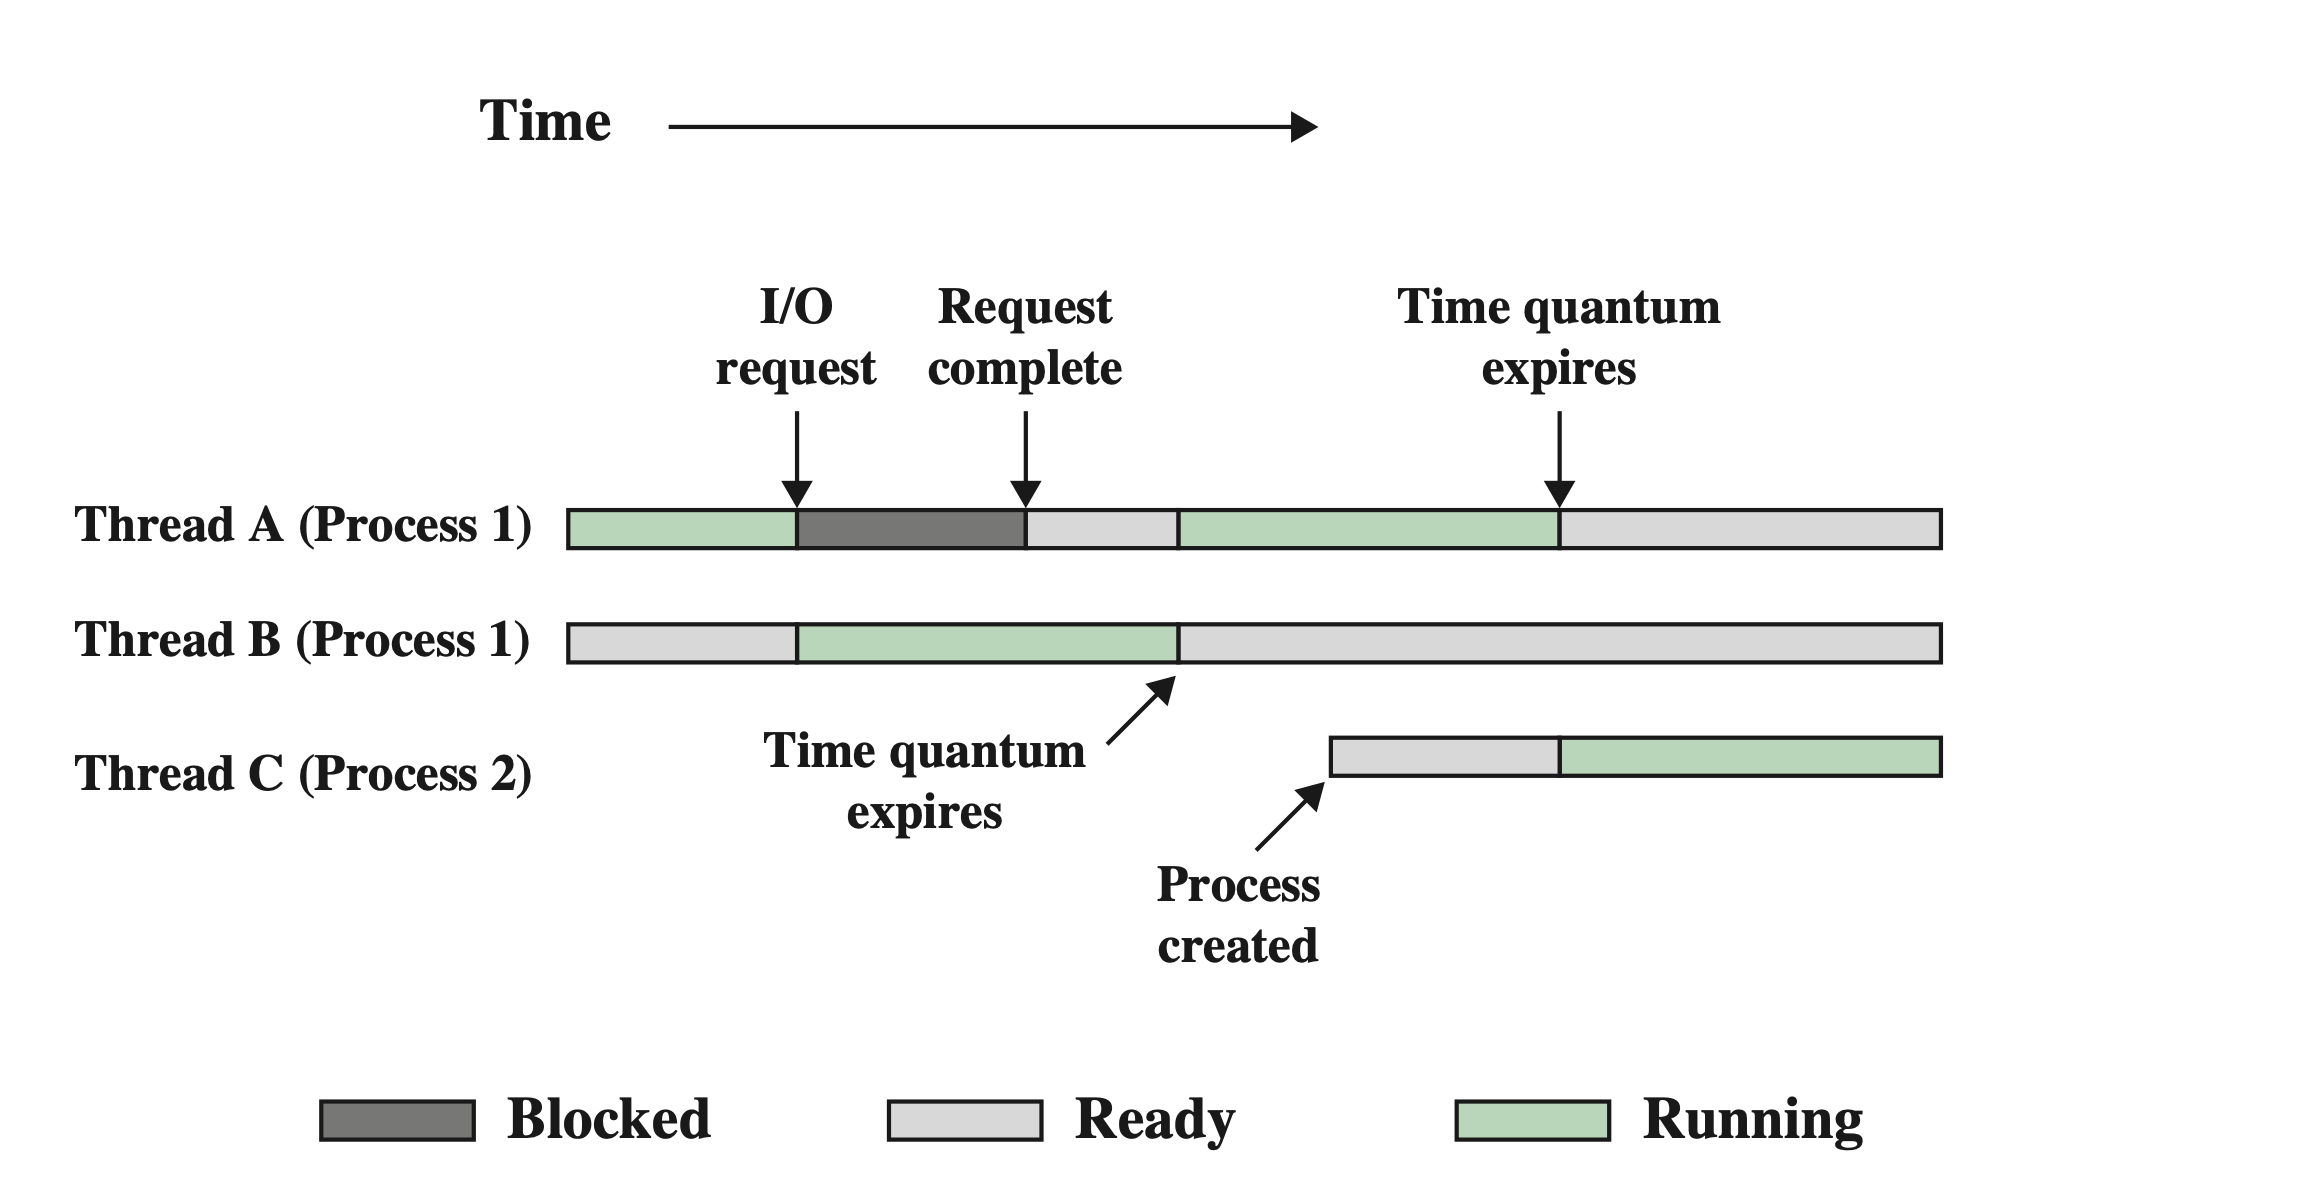 Time
I/O
request
Request
complete
Time quantum
expires
Thread A (Process 1)
Thread B (Process 1)
Thread C (Process 2)
Time quantum
expires
Process
created
Blocked
Ready
Running